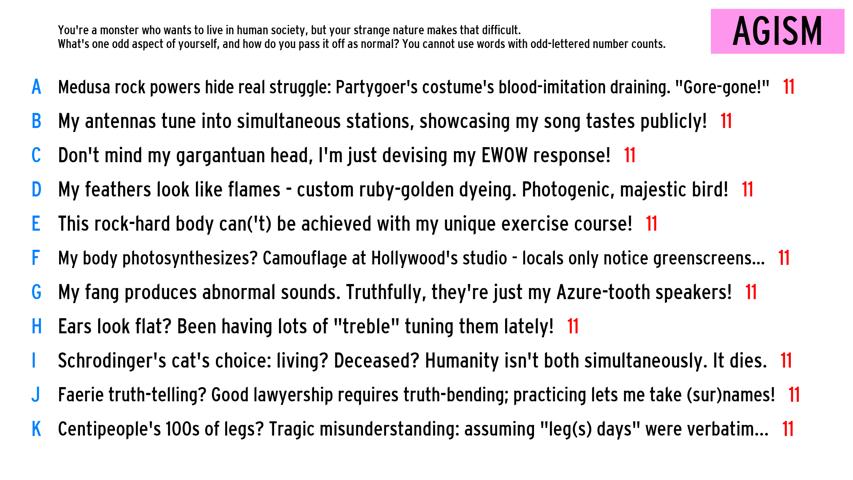 You're a monster who wants to live in human society, but your strange nature makes that difficult.
What's one odd aspect of yourself, and how do you pass it off as normal? You cannot use words with odd-lettered number counts.
AGISM
A Medusa rock powers hide real struggle: Partygoer's costume's blood-imitation draining. "Gore-gone!" 11
B My antennas tune into simultaneous stations, showcasing my song tastes publicly! 11
C Don't mind my gargantuan head, I'm just devising my EWOW response! 11
D My feathers look like flames - custom ruby-golden dyeing. Photogenic, majestic bird! 11
E This rock-hard body can('t) be achieved with my unique exercise course! 11
F My body photosynthesizes? Camouflage at Hollywood's studio - locals only notice greenscreens... 11
G My fang produces abnormal sounds. Truthfully, they're just my Azure-tooth speakers! 11
H Ears look flat? Been having lots of "treble" tuning them lately! 11
I Schrodinger's cat's choice: living? Deceased? Humanity isn't both simultaneously. It dies. 11
J Faerie truth-telling? Good lawyership requires truth-bending; practicing lets me take (sur)names! 11
K Centipeople's 100s of legs? Tragic misunderstanding: assuming "leg(s) days" were verbatim... 11